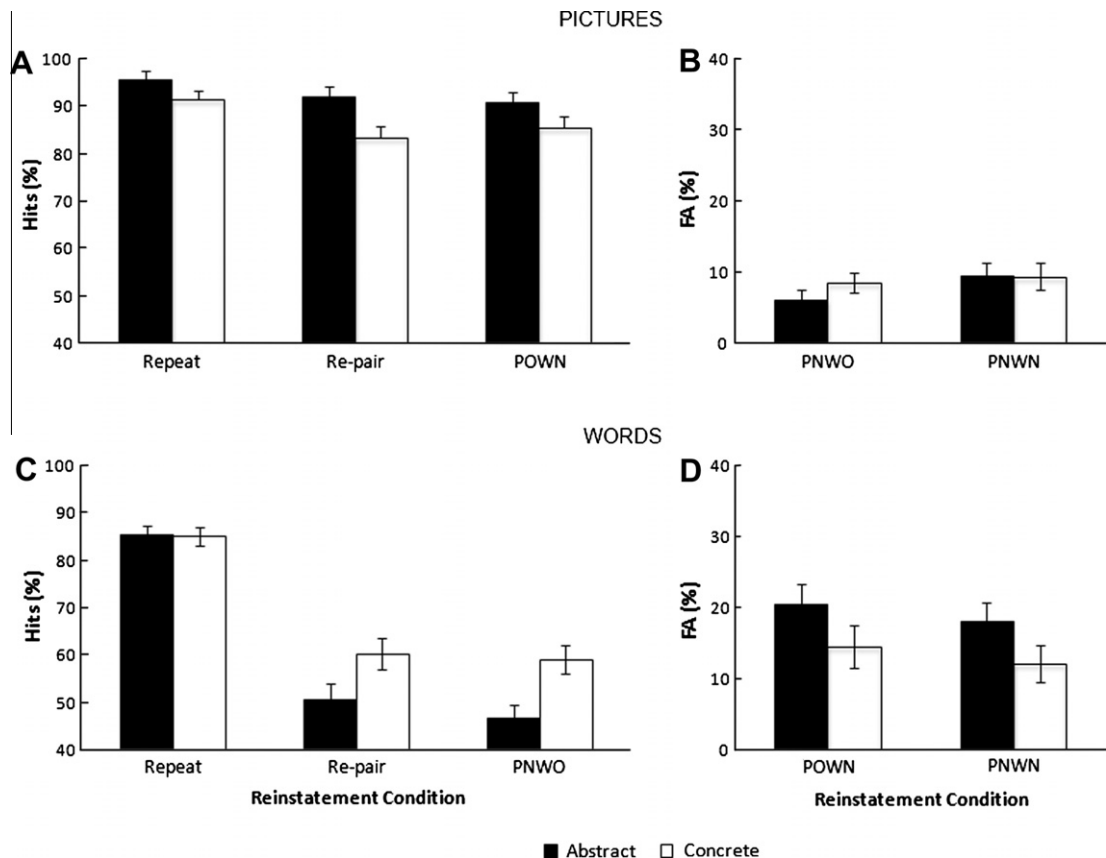 PICTURES
A
Hits (%)
100
90
80
70
60
50
40
Repeat Re-pair POWN
B
FA (%)
40
30
20
10
0
PNWO PNWN
WORDS
C
Hits (%)
100
90
80
70
60
50
40
Repeat Re-pair PNWO
Reinstatement Condition
D
FA (%)
40
30
20
10
0
POWN PNWN
Reinstatement Condition
Abstract Concrete